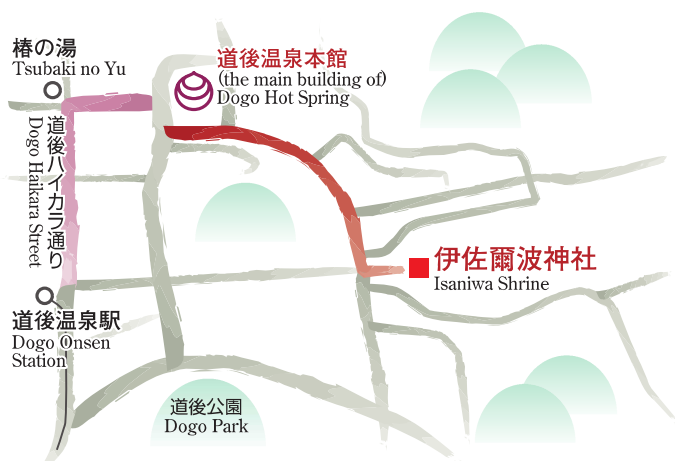 椿の湯
Tsubaki no Yu
道後温泉本館
(the main building of)
Dogo Hot Spring
道後ハイカラ通り
Dogo Haikara Street
伊佐爾波神社
Isaniwa Shrine
道後温泉駅
Dogo Onsen
Station
道後公園
Dogo Park